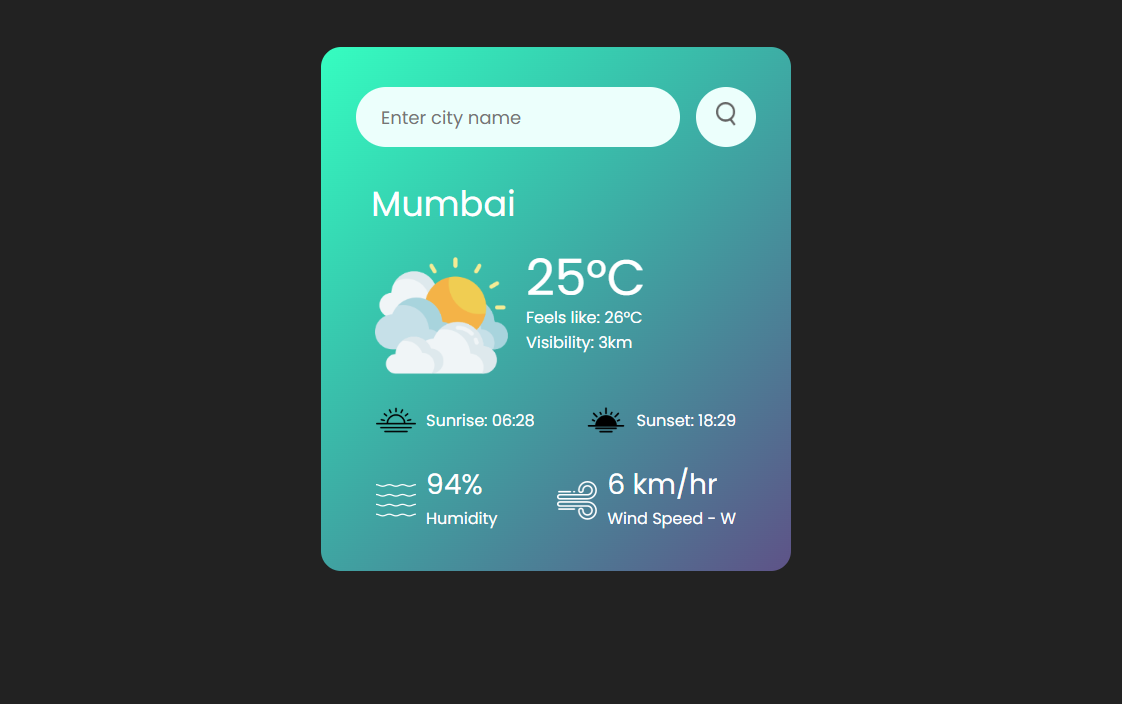 Enter city name
Mumbai
25°C
Feels like: 26°C
Visibility: 3km
Sunrise: 06:28
Sunset: 18:29
94%
Humidity
6 km/hr
Wind Speed - W